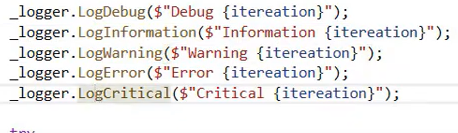 _logger.LogDebug($"Debug {itereation}");
_logger.LogInformation($"Information {itereation}");
_logger.LogWarning($"Warning {itereation}");
_logger.LogError($"Error {itereation}");
_logger.LogCritical($"Critical {itereation}");
try